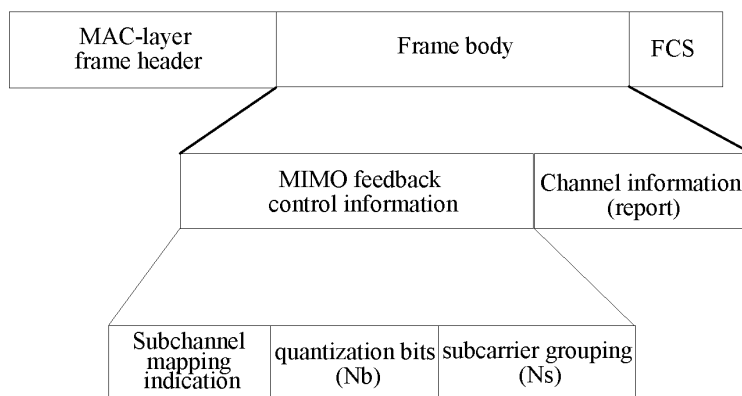 MAC-layer
frame header
Frame body
FCS
MIMO feedback
control information
Channel information
(report)
Subchannel
mapping
indication
quantization bits
(Nb)
subcarrier grouping
(Ns)